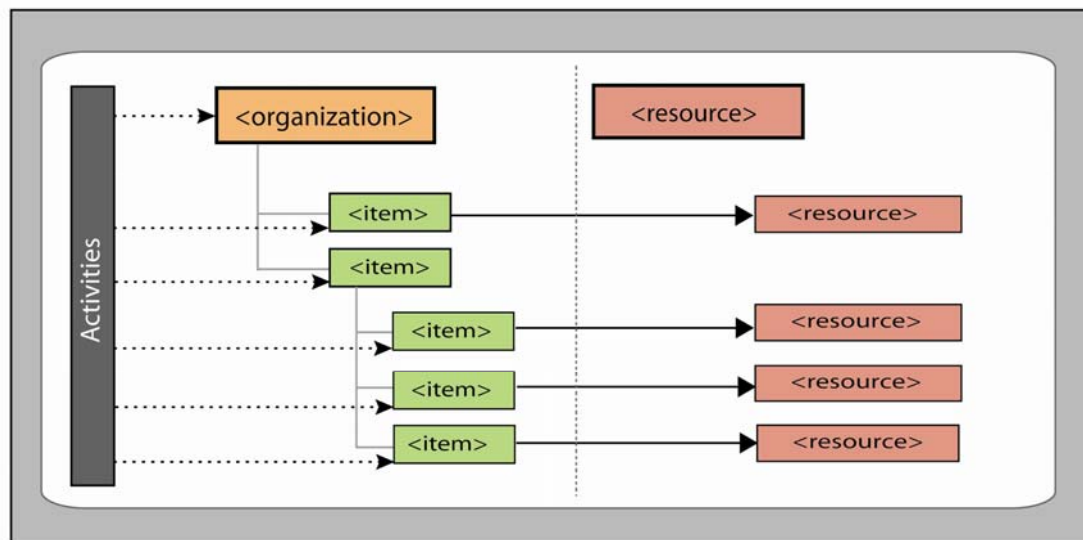 Activities
<organization>
<resource>
<item>
<resource>
<item>
<item>
<resource>
<item>
<resource>
<item>
<resource>